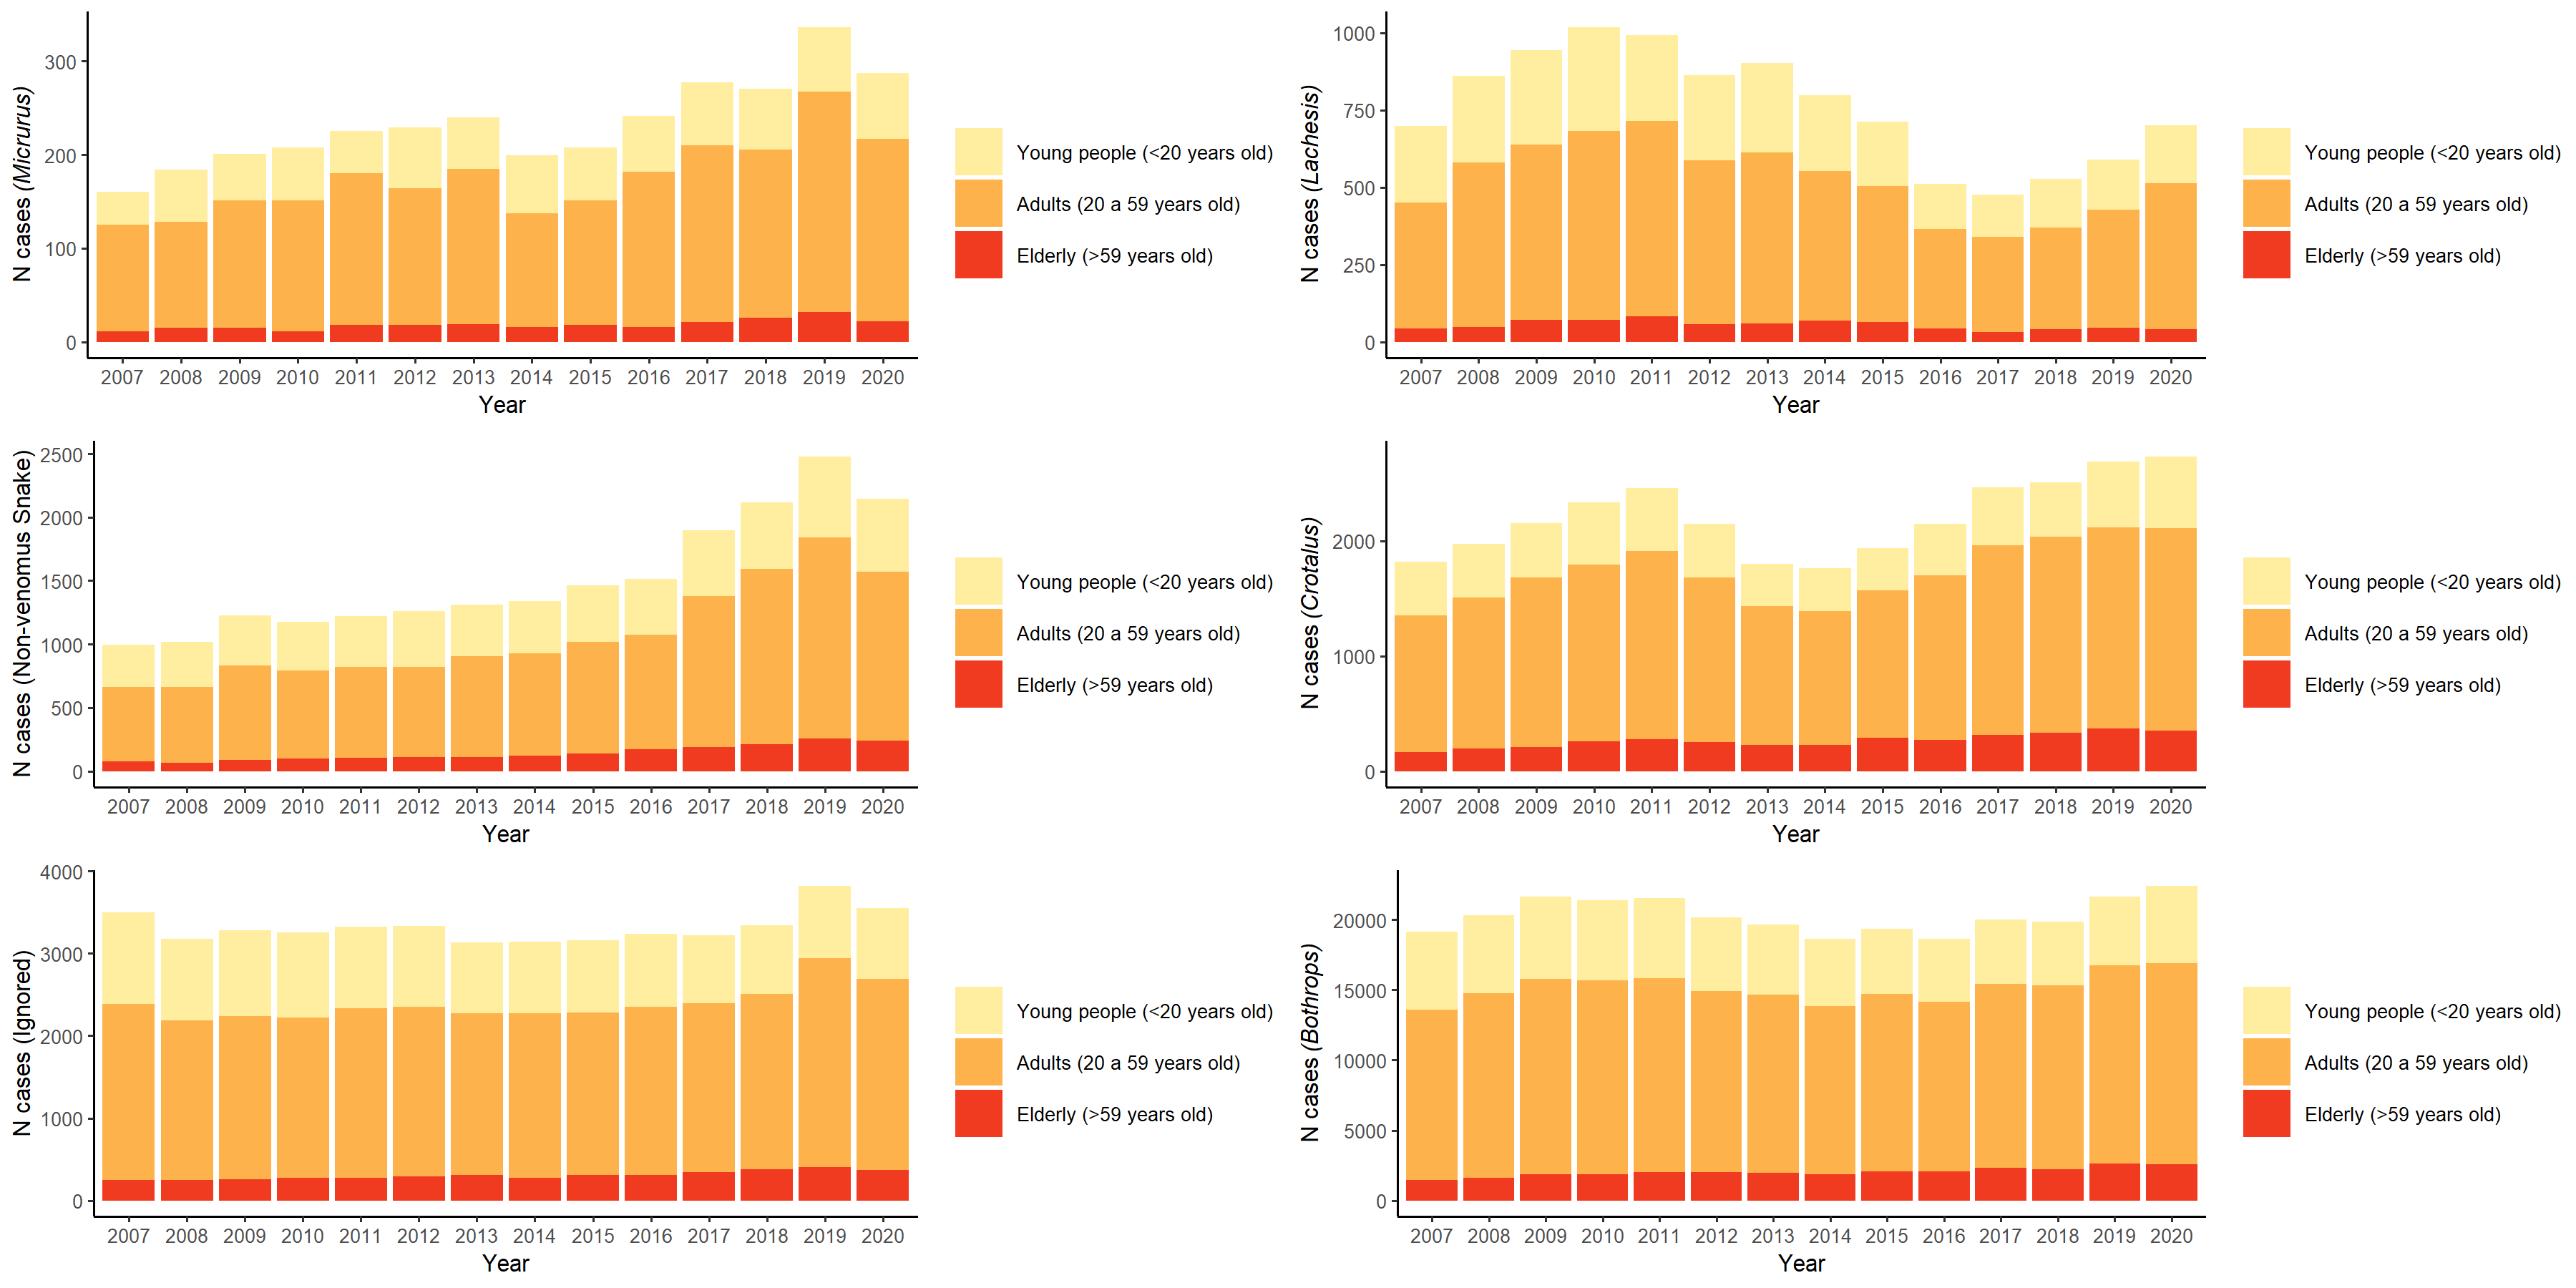 N cases (Micrurus)
300
200
100
0
2007 2008 2009 2010 2011 2012 2013 2014 2015 2016 2017 2018 2019 2020
Year
Young people (<20 years old)
Adults (20 a 59 years old)
Elderly (>59 years old)
N cases (Lachesis)
1000
750
500
250
0
2007 2008 2009 2010 2011 2012 2013 2014 2015 2016 2017 2018 2019 2020
Year
Young people (<20 years old)
Adults (20 a 59 years old)
Elderly (>59 years old)
N cases (Non-venomus Snake)
2500
2000
1500
1000
500
0
2007 2008 2009 2010 2011 2012 2013 2014 2015 2016 2017 2018 2019 2020
Year
Young people (<20 years old)
Adults (20 a 59 years old)
Elderly (>59 years old)
N cases (Crotalus)
2000
1000
0
2007 2008 2009 2010 2011 2012 2013 2014 2015 2016 2017 2018 2019 2020
Year
Young people (<20 years old)
Adults (20 a 59 years old)
Elderly (>59 years old)
N cases (Ignored)
4000
3000
2000
1000
0
2007 2008 2009 2010 2011 2012 2013 2014 2015 2016 2017 2018 2019 2020
Year
Young people (<20 years old)
Adults (20 a 59 years old)
Elderly (>59 years old)
N cases (Bothrops)
20000
15000
10000
5000
0
2007 2008 2009 2010 2011 2012 2013 2014 2015 2016 2017 2018 2019 2020
Year
Young people (<20 years old)
Adults (20 a 59 years old)
Elderly (>59 years old)